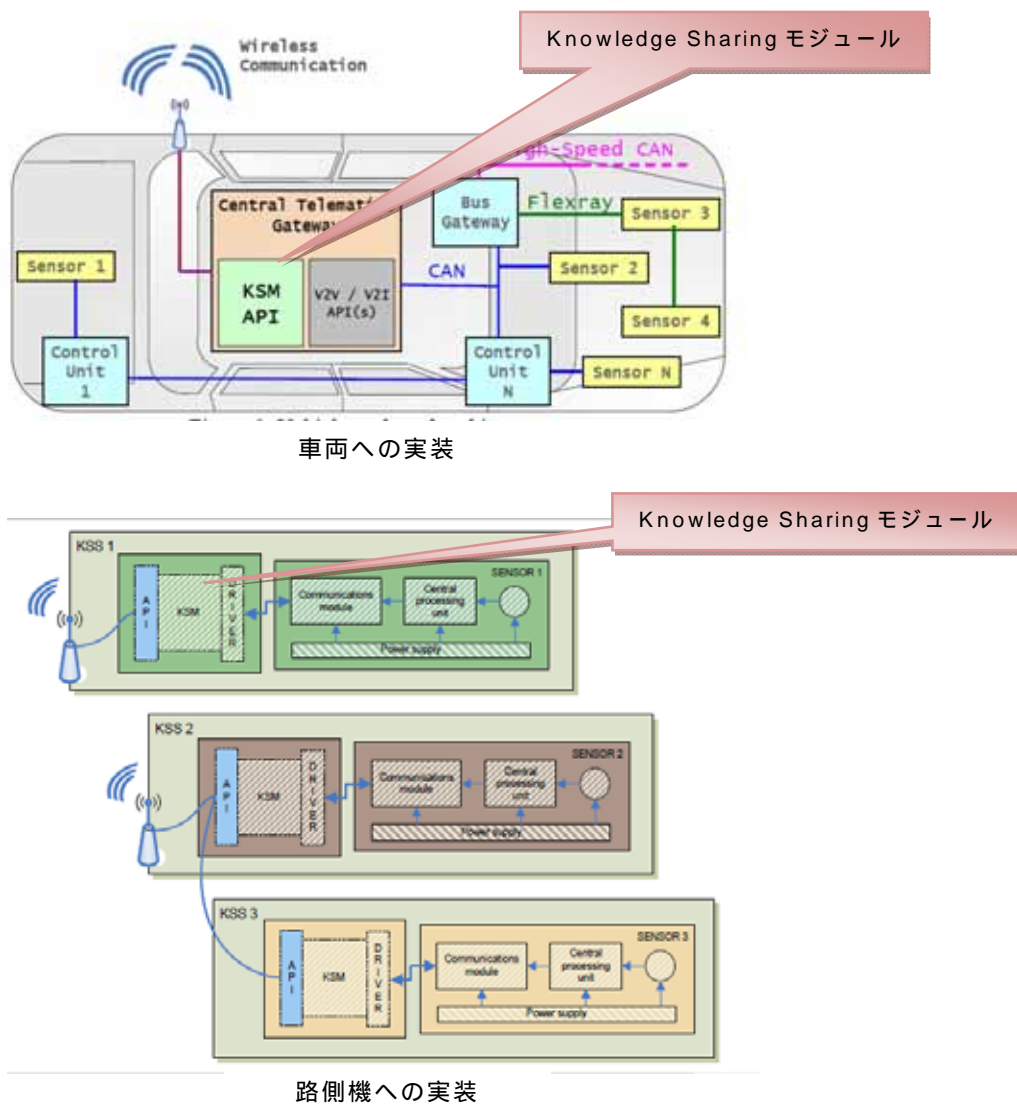 Knowledge Sharing モジュール
Wireless
Communication
gh-Speed CAN
Central Telemati
Gateway
Bus
Gateway
Flexray
Sensor 3
Sensor 1
CAN
Sensor 2
KSM
API
V2V / V2I
API(s)
Sensor 4
Control
Unit
1
Control
Unit
N
Sensor N
車両への実装
Knowledge Sharing モジュール
KSS 1
SENSOR 1
API
KSM
DRIVER
Communications
module
Central
processing
unit
Power supply
KSS 2
SENSOR 2
API
KSM
DRIVER
Communications
module
Central
processing
unit
Power supply
KSS 3
SENSOR 3
API
KSM
DRIVER
Communications
module
Central
processing
unit
Power supply
路側機への実装